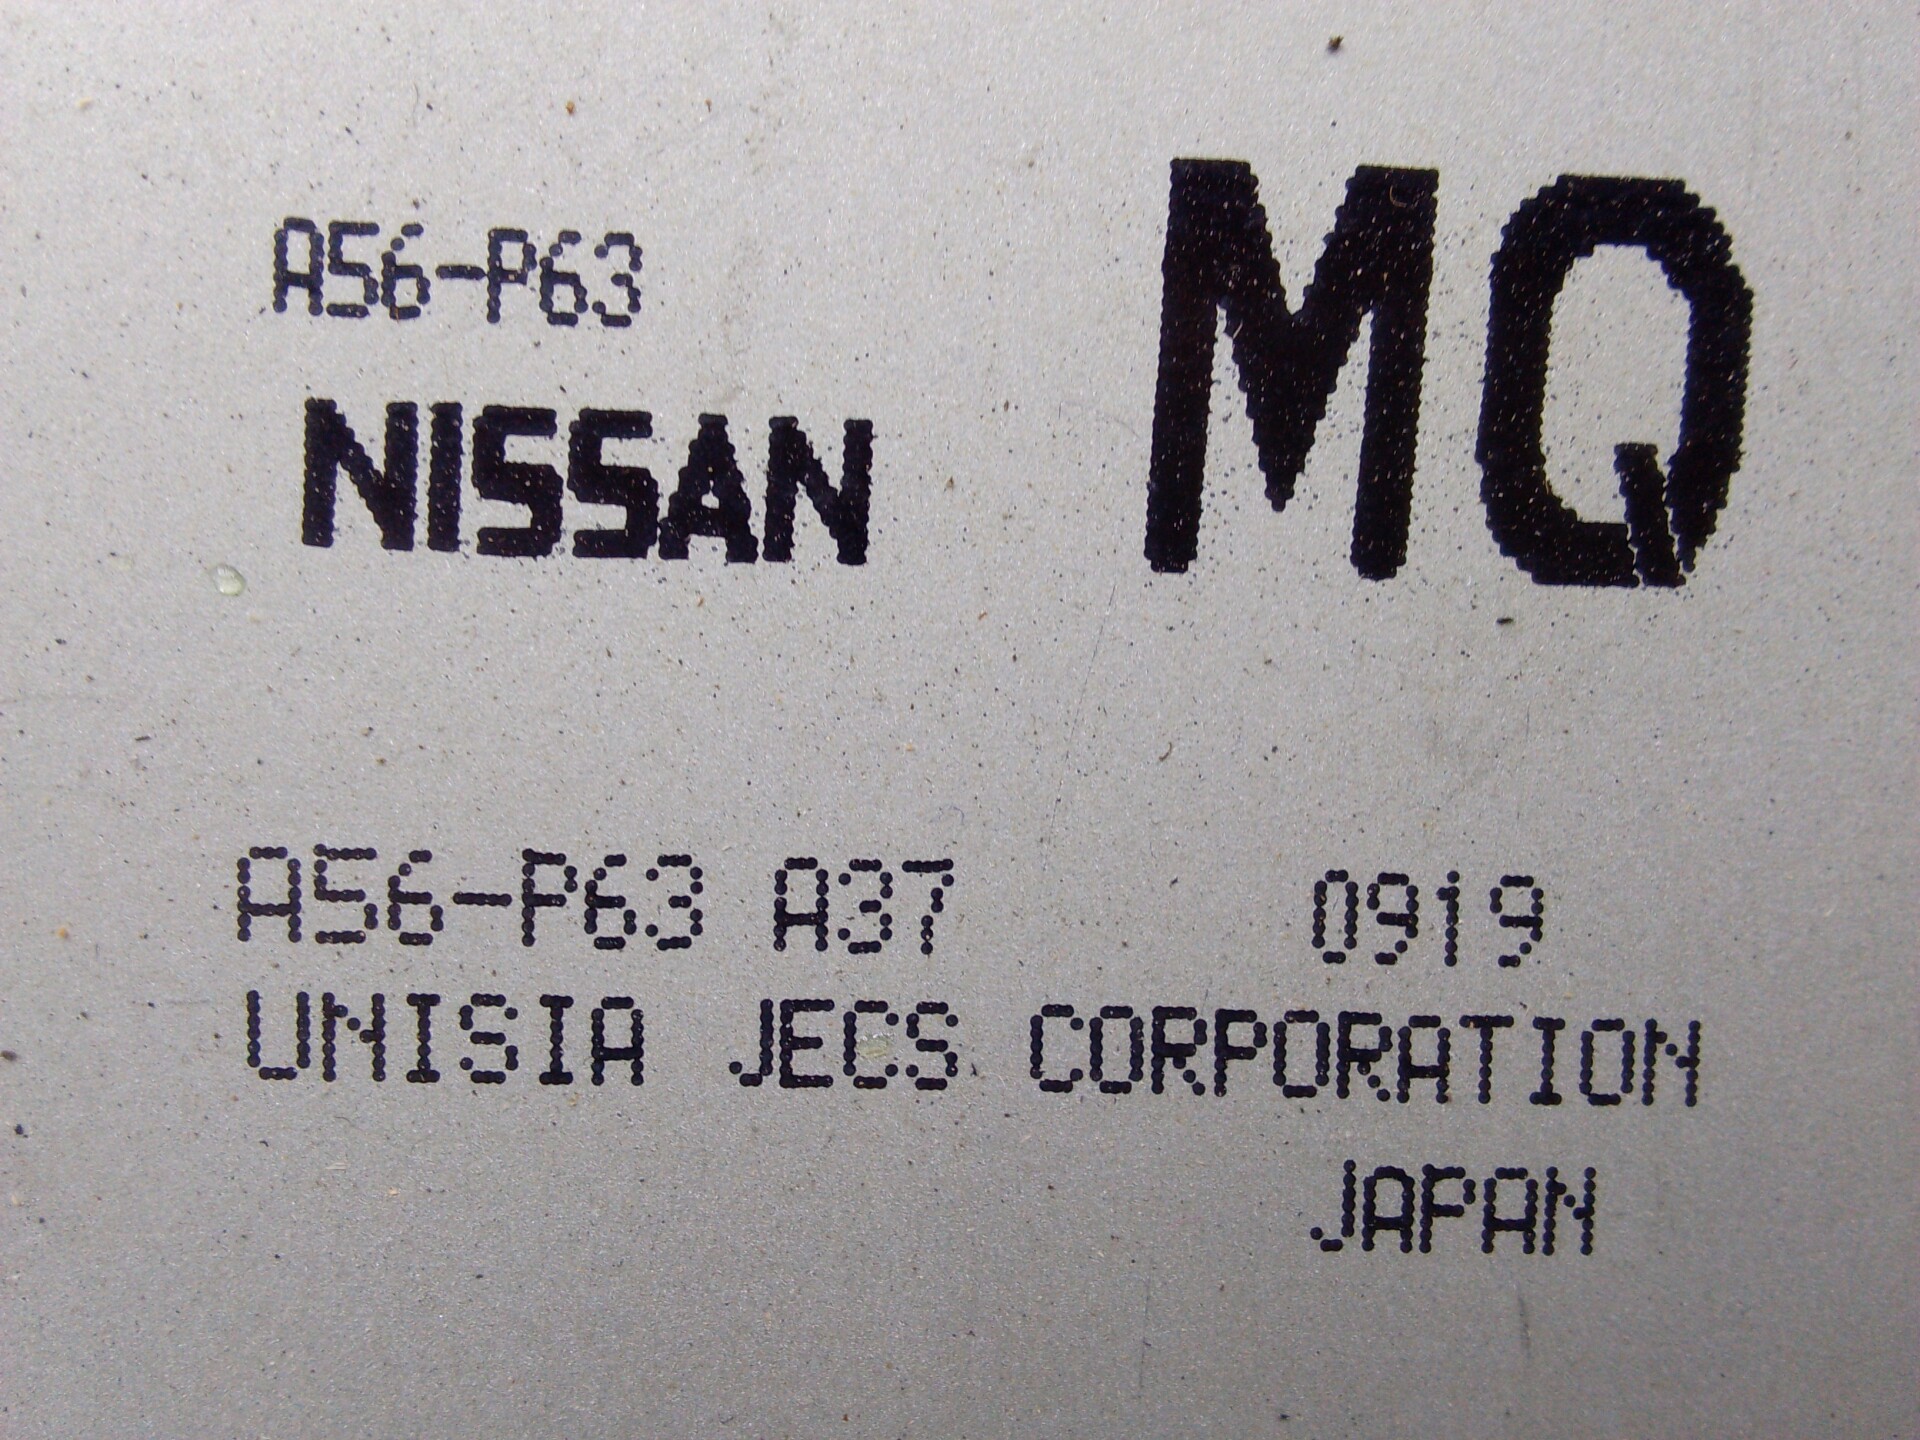 A56-P63
MQ
NISSAN
A56-P63 A37 0919
UNISIA JECS CORPORATION
JAPAN